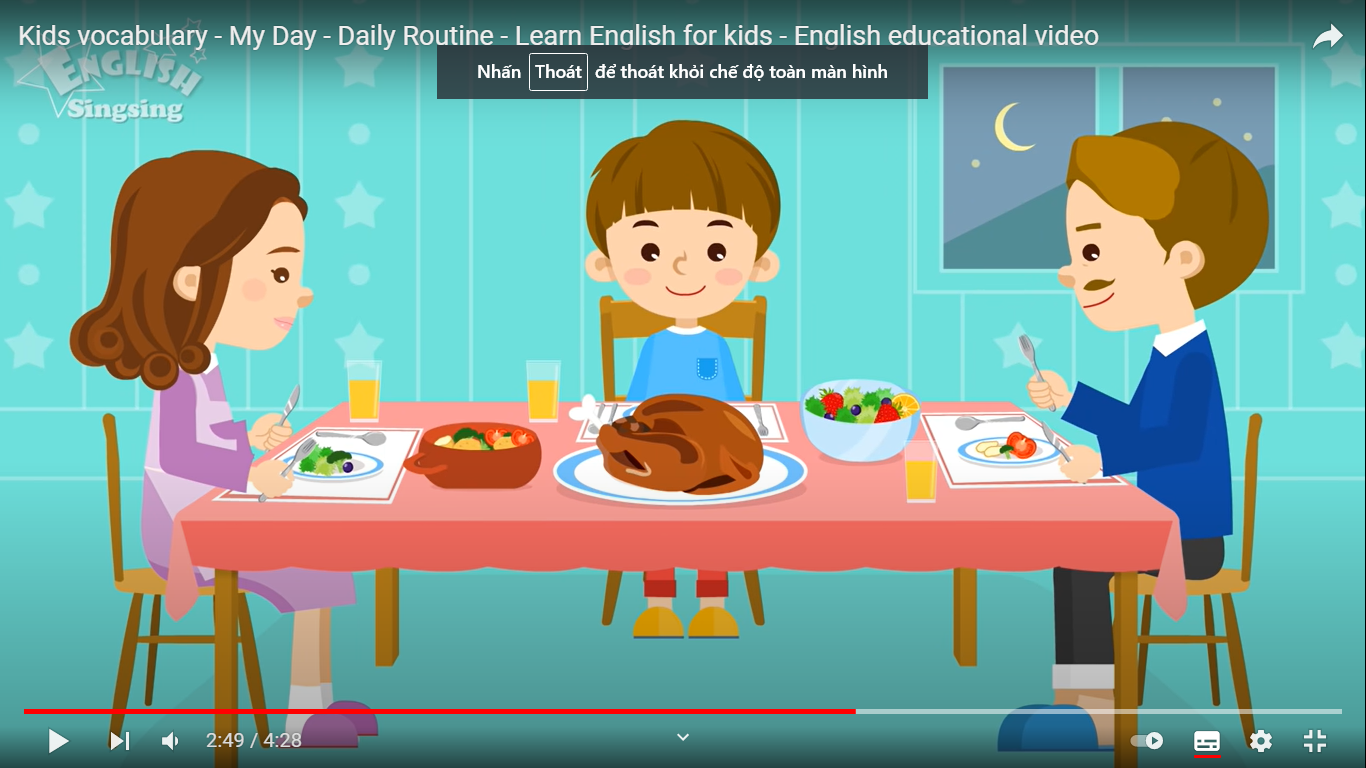 Kids vocabulary - My Day - Daily Routine - Learn English for kids - English educational video
ENGLISH
Singsing
Nhấn Thoát để thoát khỏi chế độ toàn màn hình
2:49 / 4:28